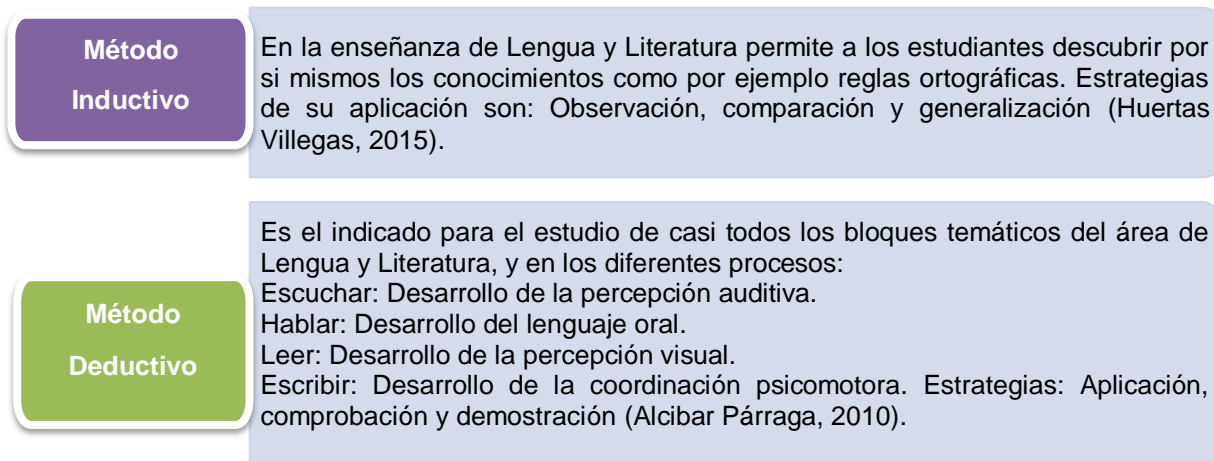 Método
Inductivo
En la enseñanza de Lengua y Literatura permite a los estudiantes descubrir por
si mismos los conocimientos como por ejemplo reglas ortográficas. Estrategias
de su aplicación son: Observación, comparación y generalización (Huertas
Villegas, 2015).
Método
Deductivo
Es el indicado para el estudio de casi todos los bloques temáticos del área de
Lengua y Literatura, y en los diferentes procesos:
Escuchar: Desarrollo de la percepción auditiva.
Hablar: Desarrollo del lenguaje oral.
Leer: Desarrollo de la percepción visual.
Escribir: Desarrollo de la coordinación psicomotora. Estrategias: Aplicación,
comprobación y demostración (Alcibar Párraga, 2010).